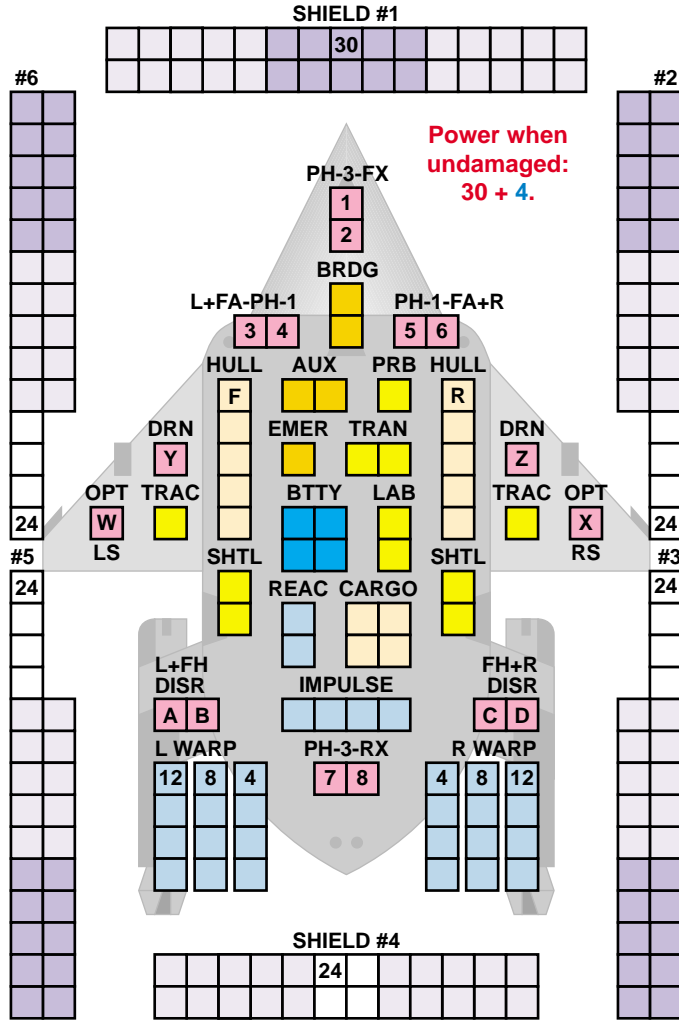 SHIELD #1
30
#6
#2
Power when
undamaged:
30 + 4.
PH-3-FX
1
2
BRDG
L+FA-PH-1
PH-1-FA+R
3 4
5 6
HULL AUX PRB HULL
F
R
DRN EMER TRAN DRN
Y
Z
OPT TRAC BTTY LAB TRAC OPT
W
X
24
24
LS
RS
#5
#3
SHTL
SHTL
24
24
REAC CARGO
L+FH
DISR
FH+R
DISR
IMPULSE
A B
C D
L WARP PH-3-RX R WARP
12 8 4
7 8
4 8 12
SHIELD #4
24